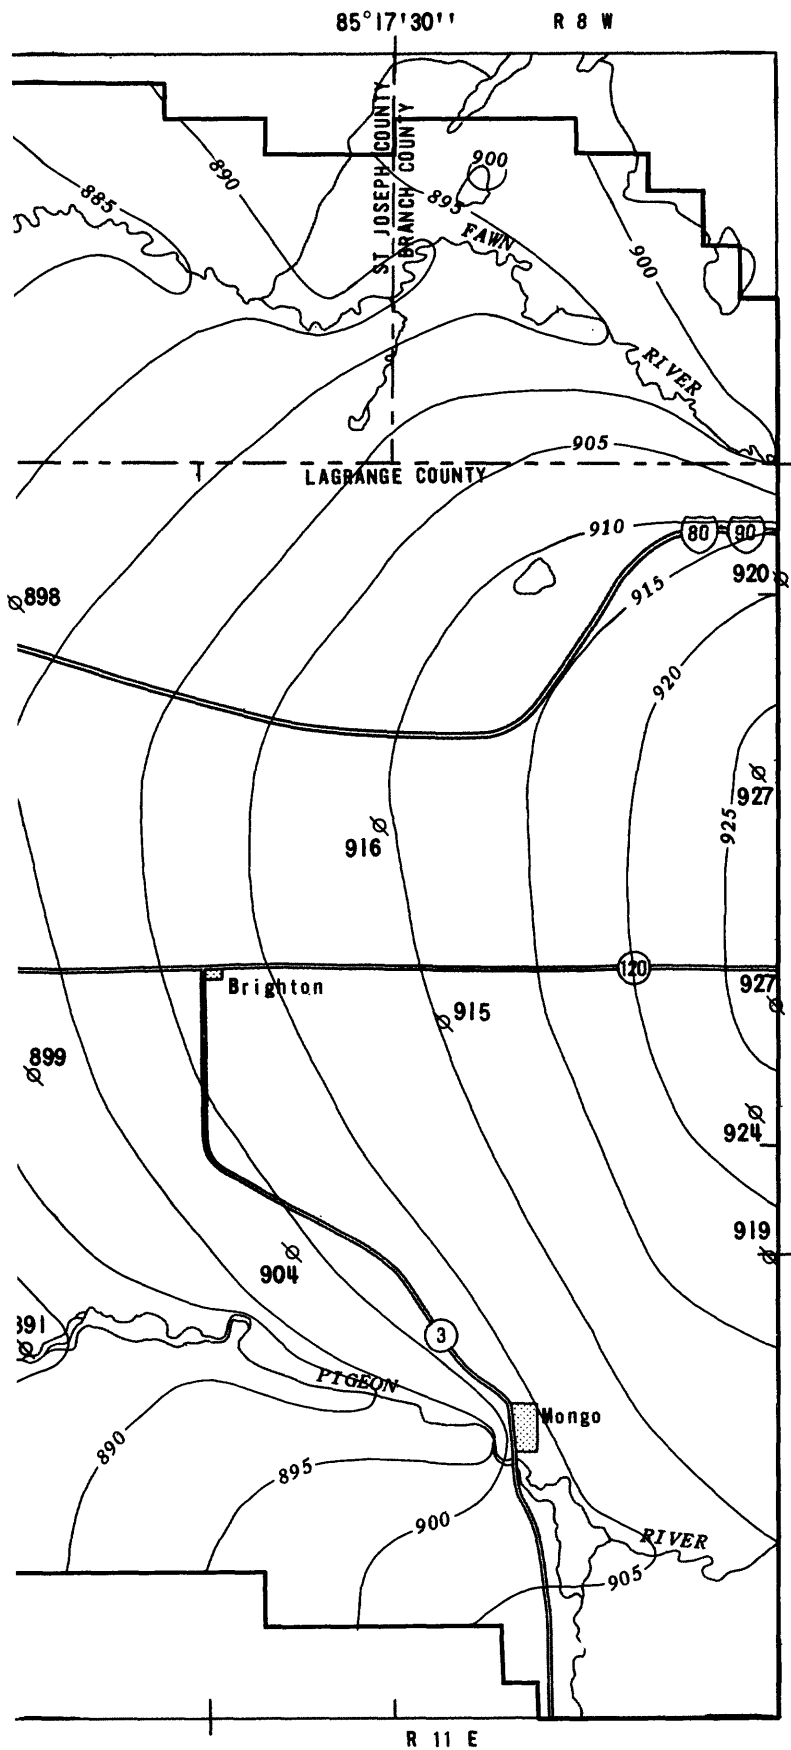 85°17'30"
R 8 W
ST JOSEPH COUNTY
BRANCH COUNTY
900
890
885
895
FAWN
900
RIVER
905
LAGRANGE COUNTY
910
80
90
920
915
898
920
927
925
916
120
927
Brighton
915
899
924
919
904
891
3
PIGEON
Mongo
890
895
900
RIVER
905
R 11 E